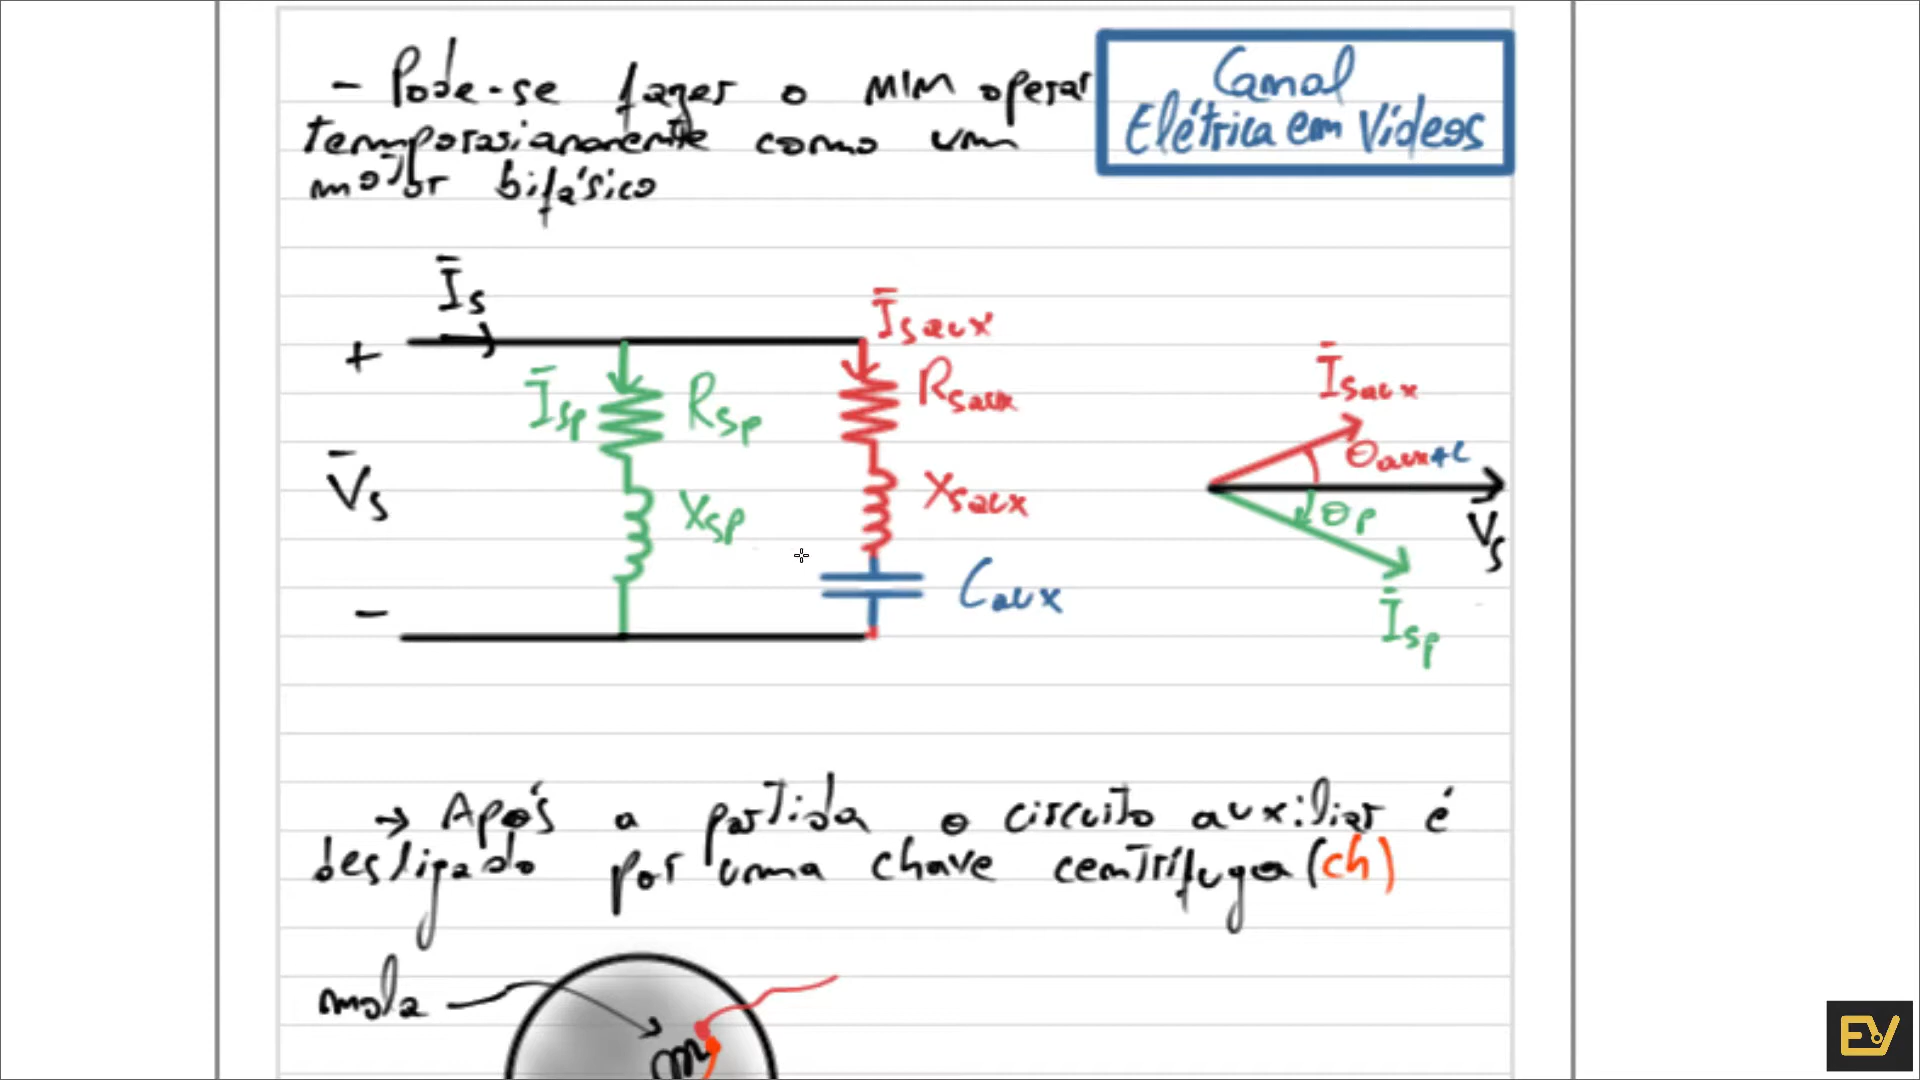 - Pode-se fazer o MIM operar
temporariamente como um
motor bifásico
Canal
Elétrica em Vídeos
Is
+
Isaux
Isp
Rsp
Rsaux
Isaux
θaux+C
Vs
Xsp
Xsaux
θp
Vs
Caux
-
Isp
→ Após a partida o circuito auxiliar é
desligado por uma chave centrífuga (ch)
mola
EV